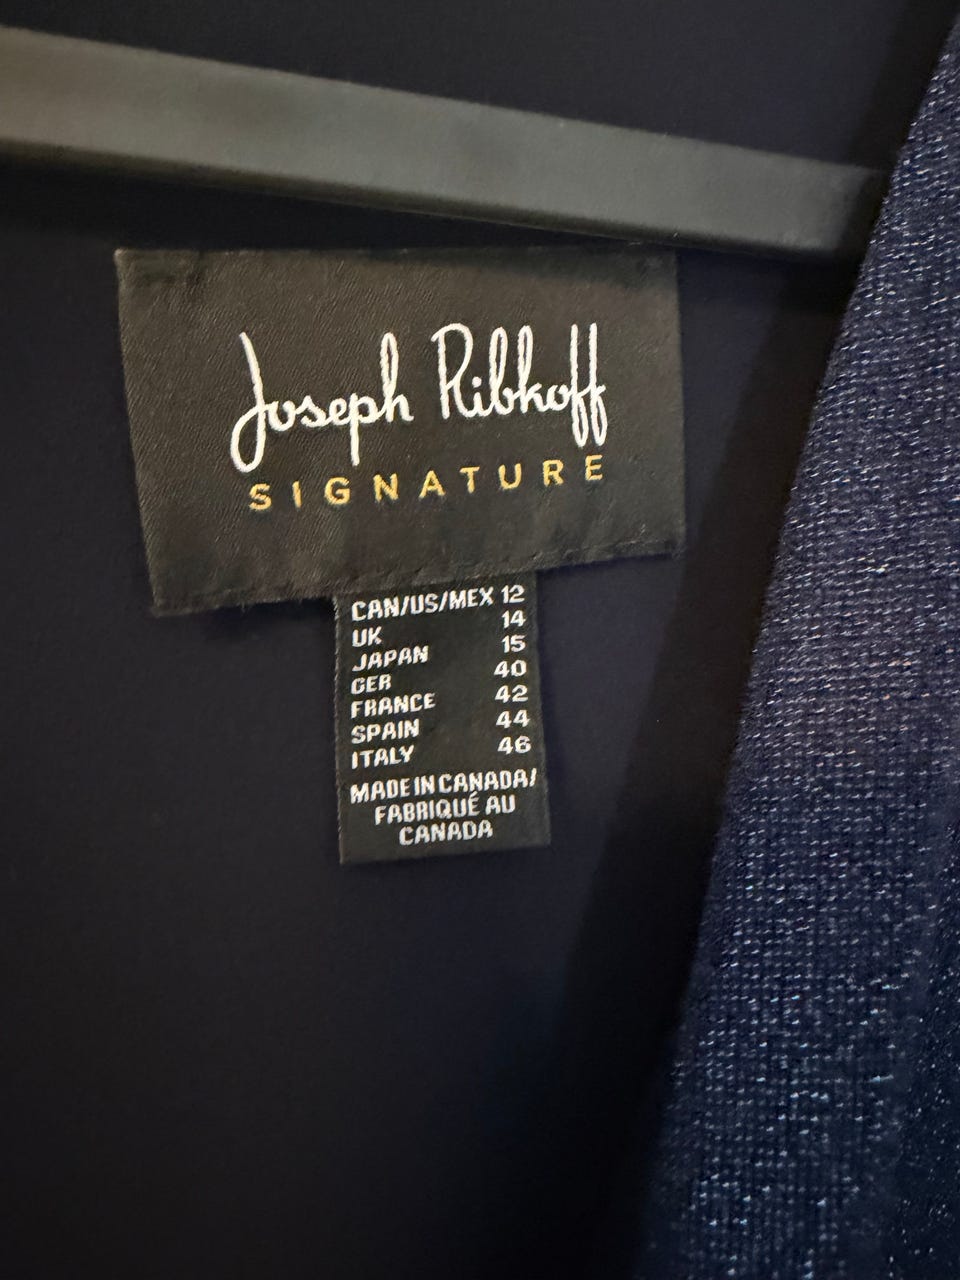 Joseph Ribkoff
SIGNATURE
CAN/US/MEX 12
UK 14
JAPAN 15
GER 40
FRANCE 42
SPAIN 44
ITALY 46
MADE IN CANADA/
FABRIQUÉ AU
CANADA